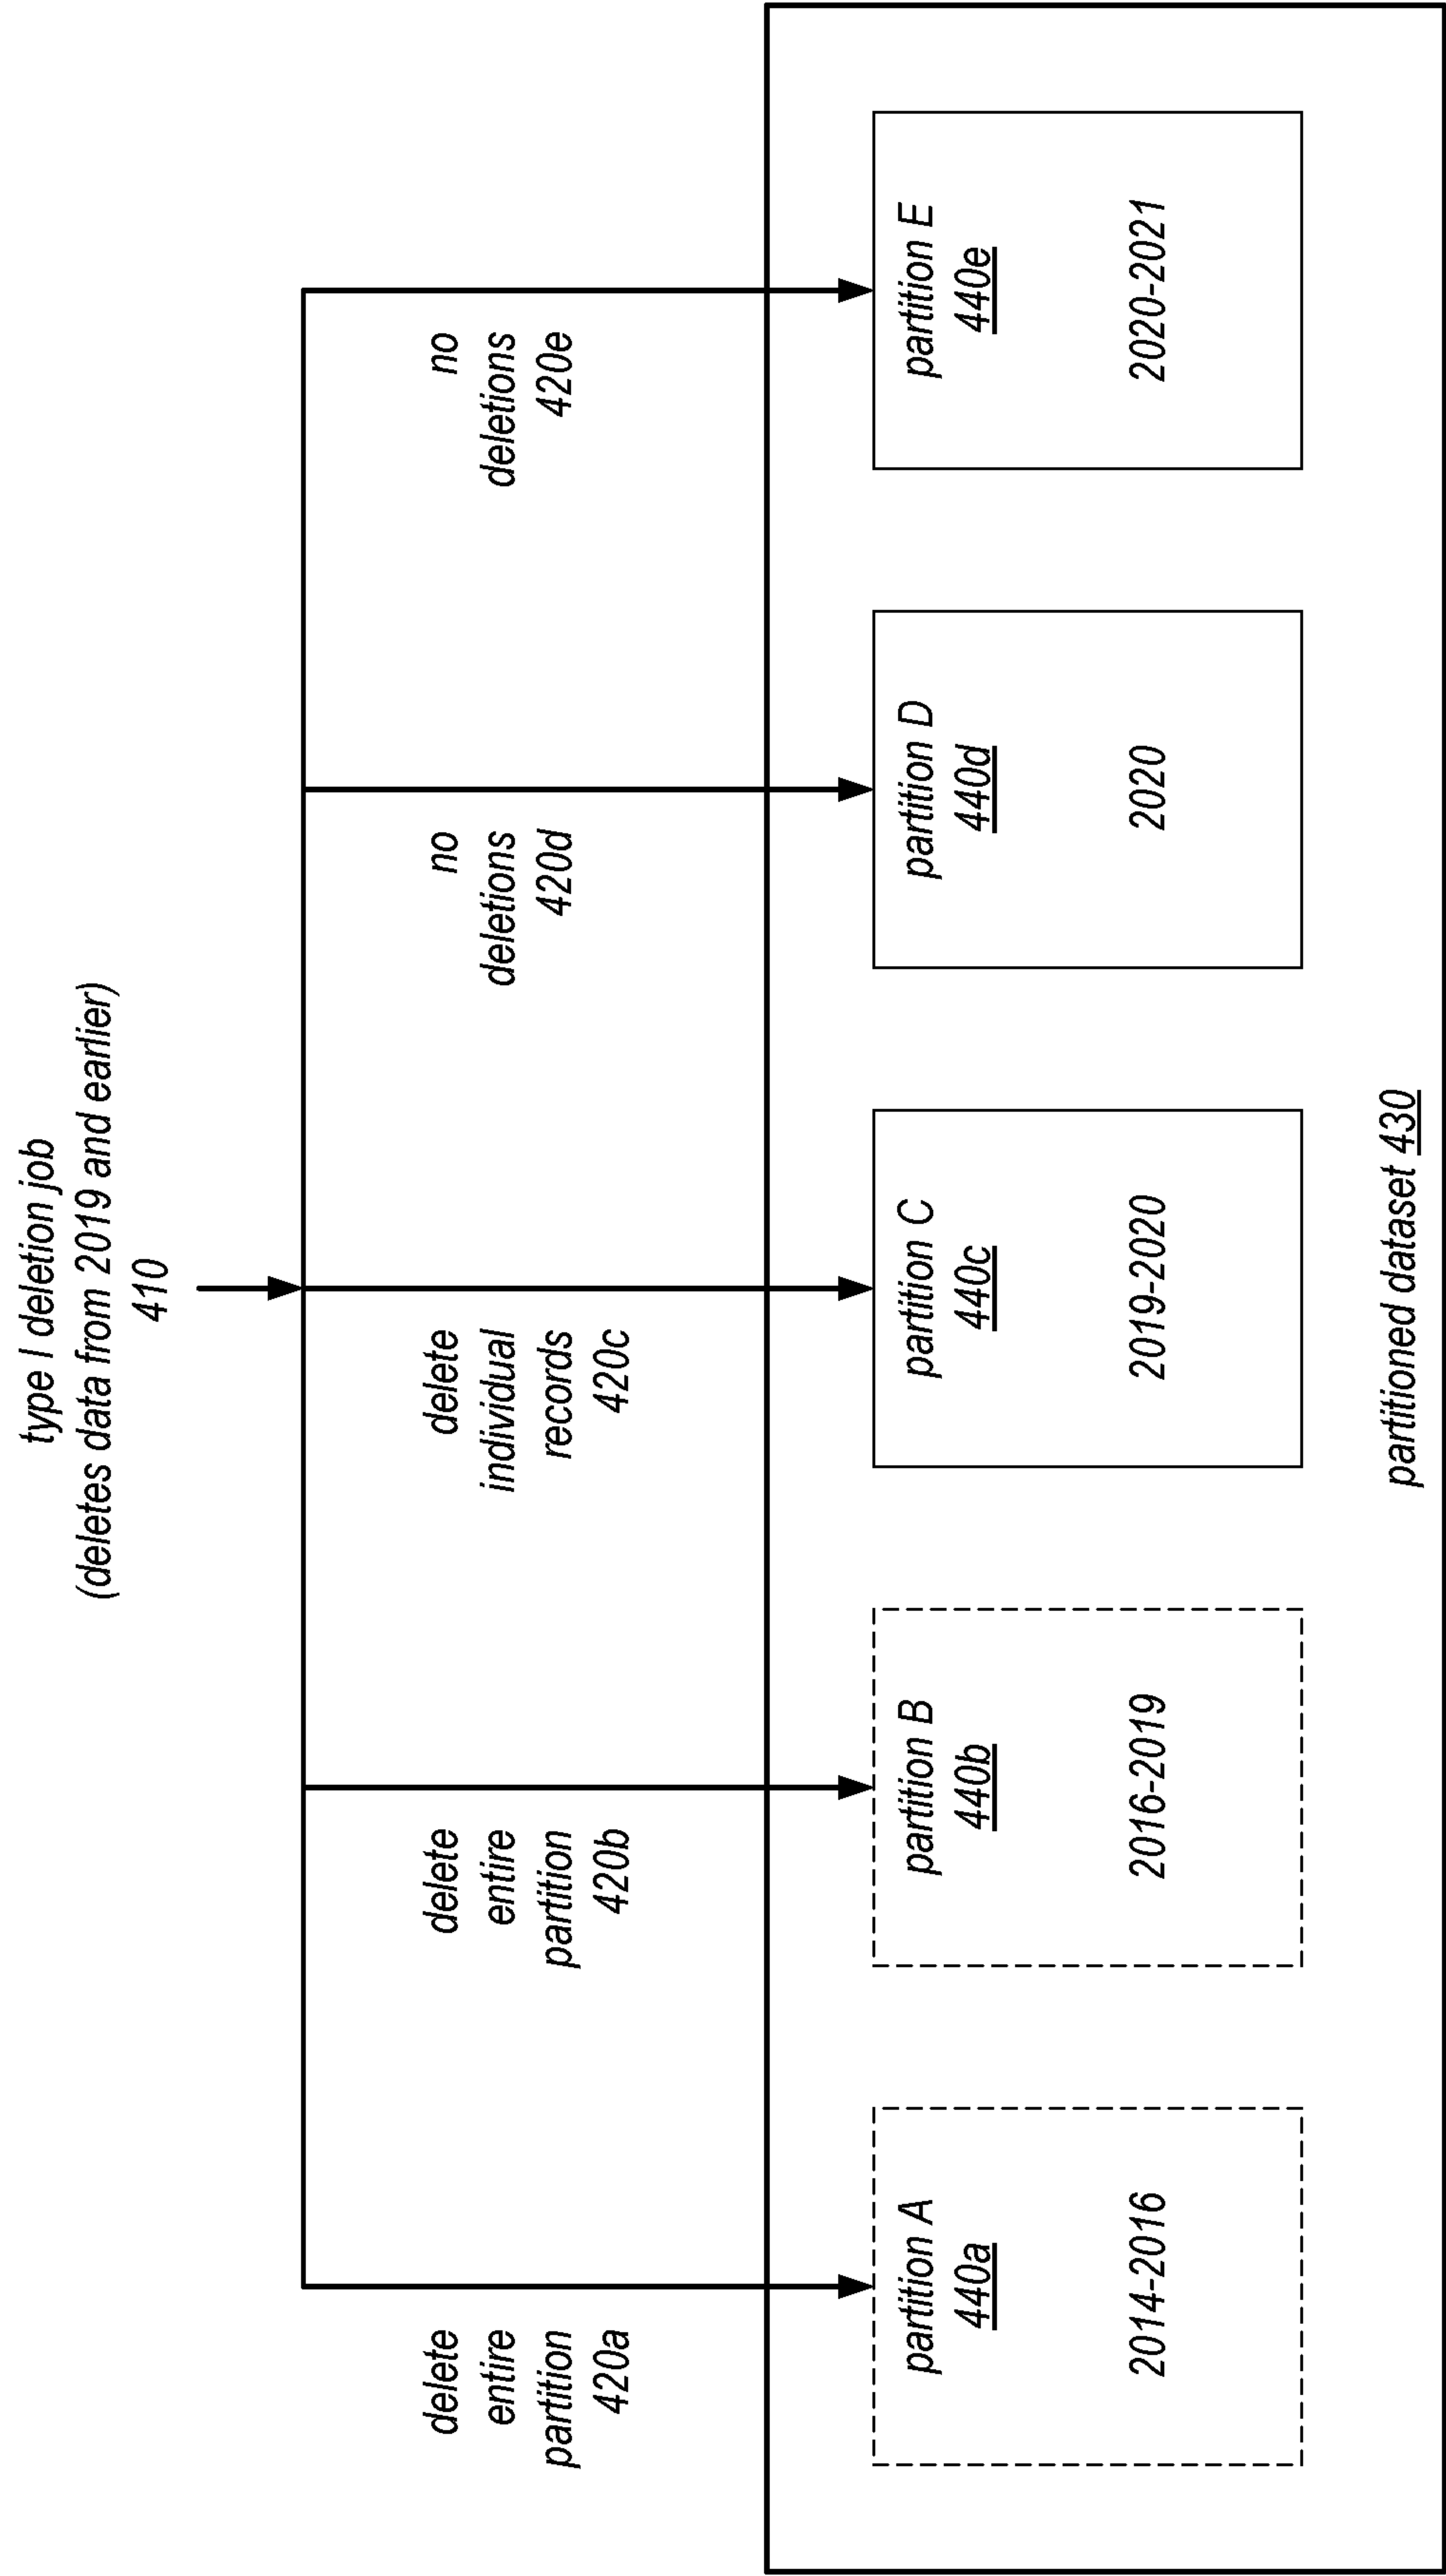 type I deletion job
(deletes data from 2019 and earlier)
410
delete
entire
partition
420a
delete
entire
partition
420b
delete
individual
records
420c
no
deletions
420d
no
deletions
420e
partition A
440a
2014-2016
partition B
440b
2016-2019
partition C
440c
2019-2020
partition D
440d
2020
partition E
440e
2020-2021
partitioned dataset 430